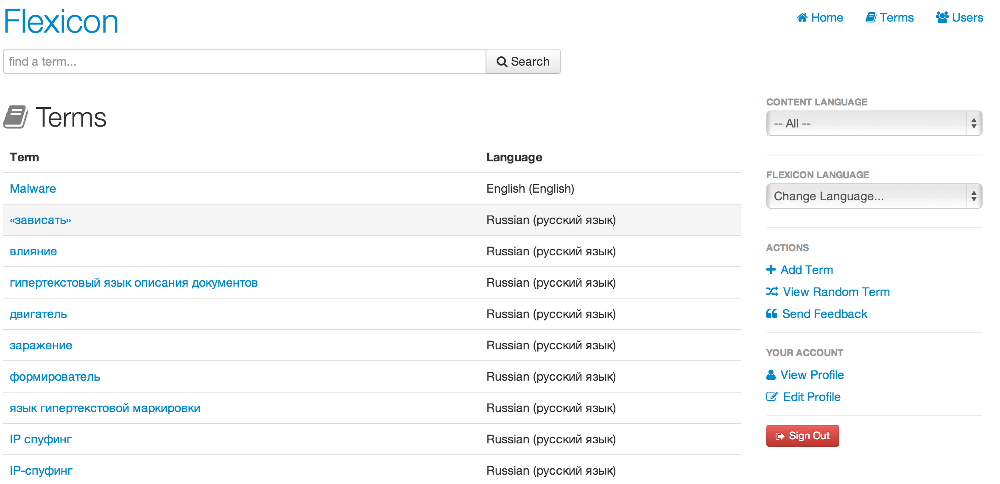 Flexicon
Home Terms Users
find a term... Search
Terms
Term Language
Malware English (English)
«зависать» Russian (русский язык)
влияние Russian (русский язык)
гипертекстовый язык описания документов Russian (русский язык)
двигатель Russian (русский язык)
заражение Russian (русский язык)
формирователь Russian (русский язык)
язык гипертекстовой маркировки Russian (русский язык)
IP спуфинг Russian (русский язык)
IP-спуфинг Russian (русский язык)
CONTENT LANGUAGE
-- All --
FLEXICON LANGUAGE
Change Language...
ACTIONS
Add Term
View Random Term
Send Feedback
YOUR ACCOUNT
View Profile
Edit Profile
Sign Out